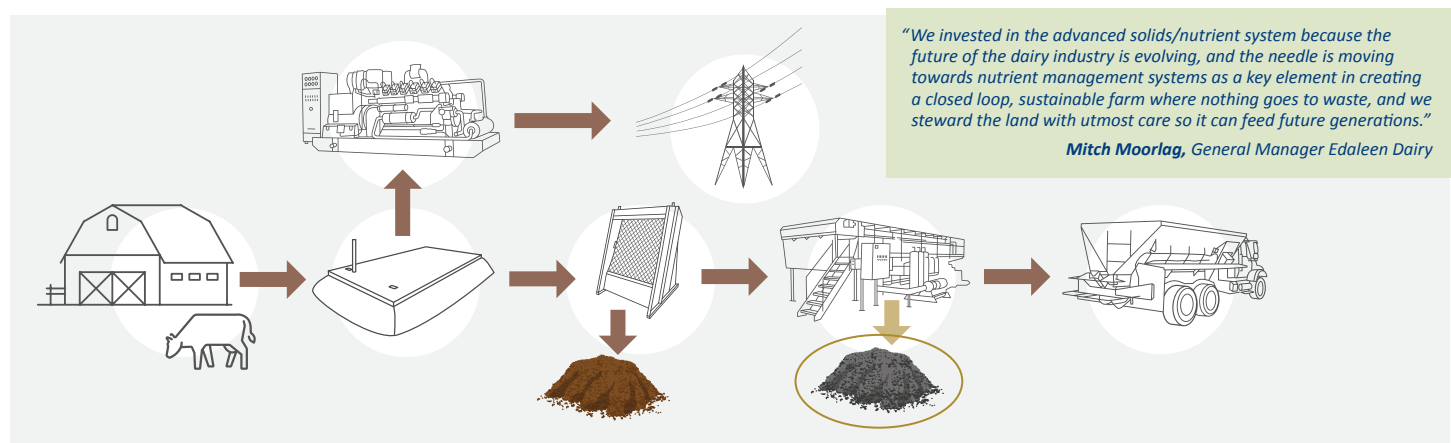 “We invested in the advanced solids/nutrient system because the
future of the dairy industry is evolving, and the needle is moving
towards nutrient management systems as a key element in creating
a closed loop, sustainable farm where nothing goes to waste, and we
steward the land with utmost care so it can feed future generations.”
Mitch Moorlag, General Manager Edaleen Dairy